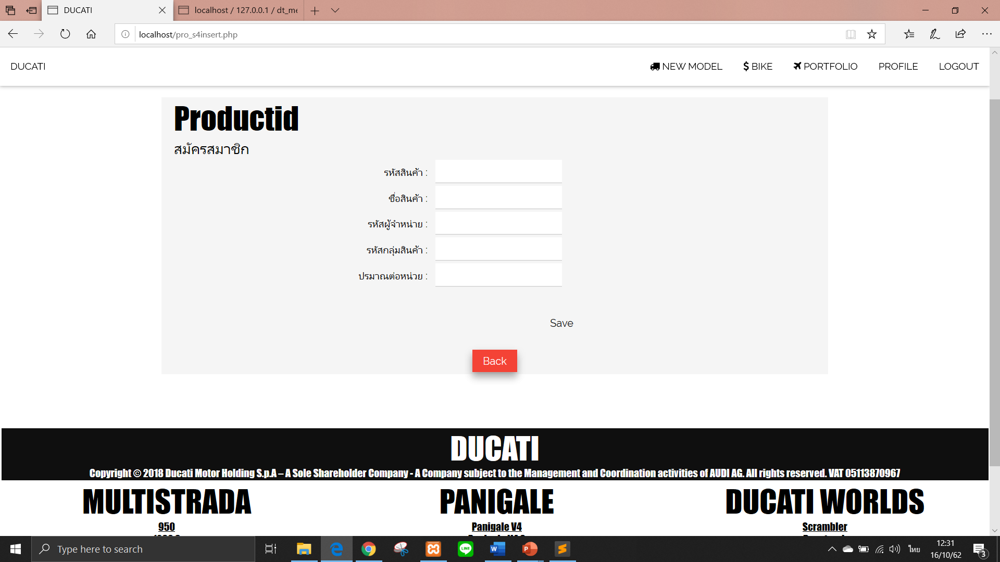 DUCATI
localhost / 127.0.0.1 / dt_me
localhost/pro_s4insert.php
DUCATI
NEW MODEL
$ BIKE
PORTFOLIO
PROFILE
LOGOUT
Productid
สมัครสมาชิก
รหัสสินค้า :
ชื่อสินค้า :
รหัสผู้จำหน่าย :
รหัสกลุ่มสินค้า :
ปรมาณต่อหน่วย :
Save
Back
DUCATI
Copyright © 2018 Ducati Motor Holding S.p.A – A Sole Shareholder Company - A Company subject to the Management and Coordination activities of AUDI AG. All rights reserved. VAT 05113870967
MULTISTRADA
PANIGALE
DUCATI WORLDS
950
Panigale V4
Scrambler
Type here to search
LINE
ไทย
12:31
16/10/62
3